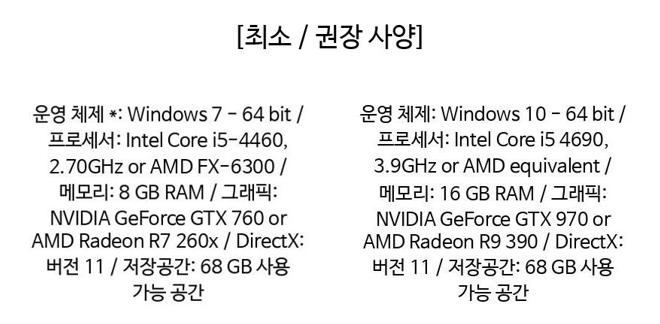 [최소 / 권장 사양]
운영 체제 *: Windows 7 - 64 bit /
프로세서: Intel Core i5-4460,
2.70GHz or AMD FX-6300 /
메모리: 8 GB RAM / 그래픽:
NVIDIA GeForce GTX 760 or
AMD Radeon R7 260x / DirectX:
버전 11 / 저장공간: 68 GB 사용
가능 공간
운영 체제: Windows 10 - 64 bit /
프로세서: Intel Core i5 4690,
3.9GHz or AMD equivalent /
메모리: 16 GB RAM / 그래픽:
NVIDIA GeForce GTX 970 or
AMD Radeon R9 390 / DirectX:
버전 11 / 저장공간: 68 GB 사용
가능 공간